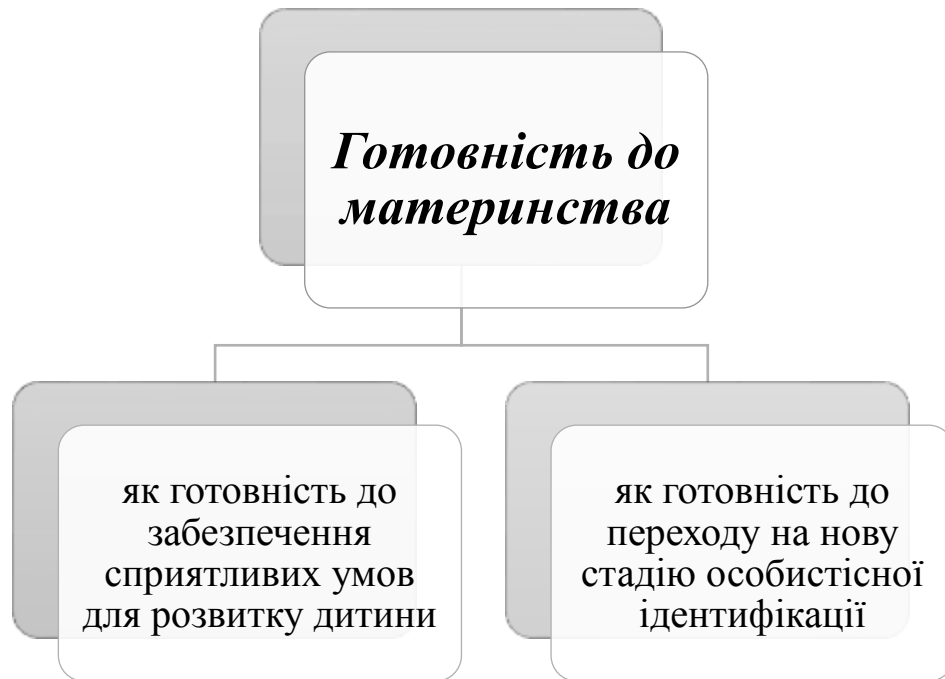 Готовність до
материнства
як готовність до
забезпечення
сприятливих умов
для розвитку дитини
як готовність до
переходу на нову
стадію особистісної
ідентифікації